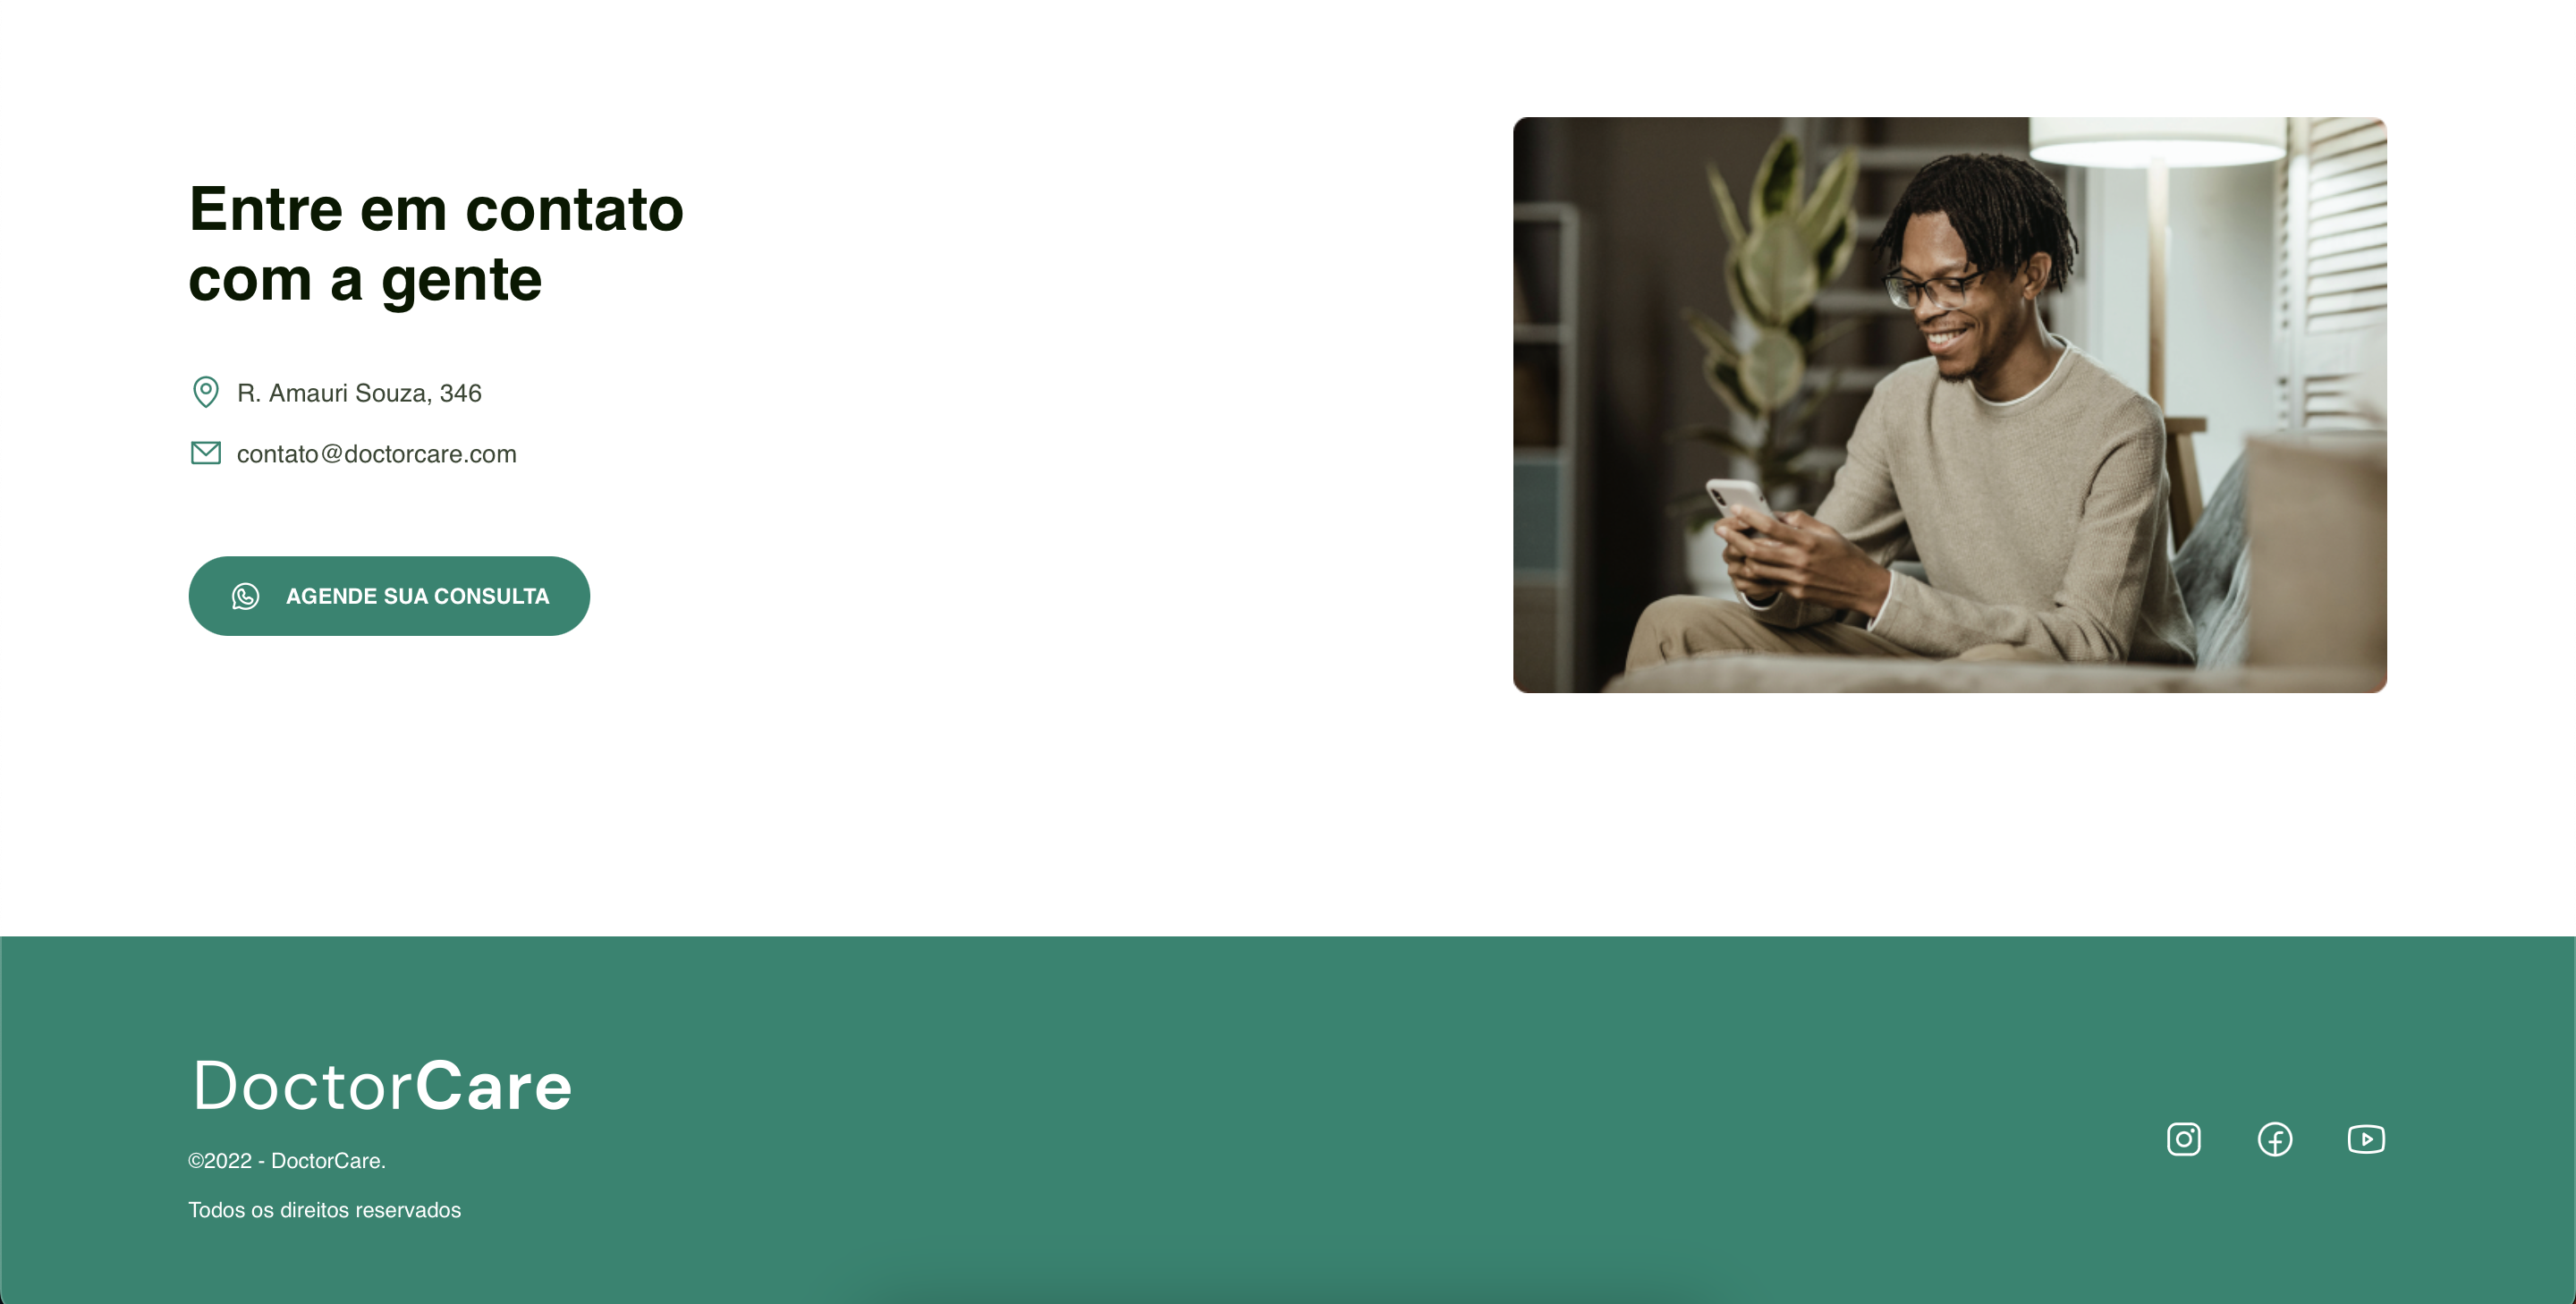 Entre em contato
com a gente
R. Amauri Souza, 346
contato@doctorcare.com
AGENDE SUA CONSULTA
DoctorCare
©2022 - DoctorCare.
Todos os direitos reservados